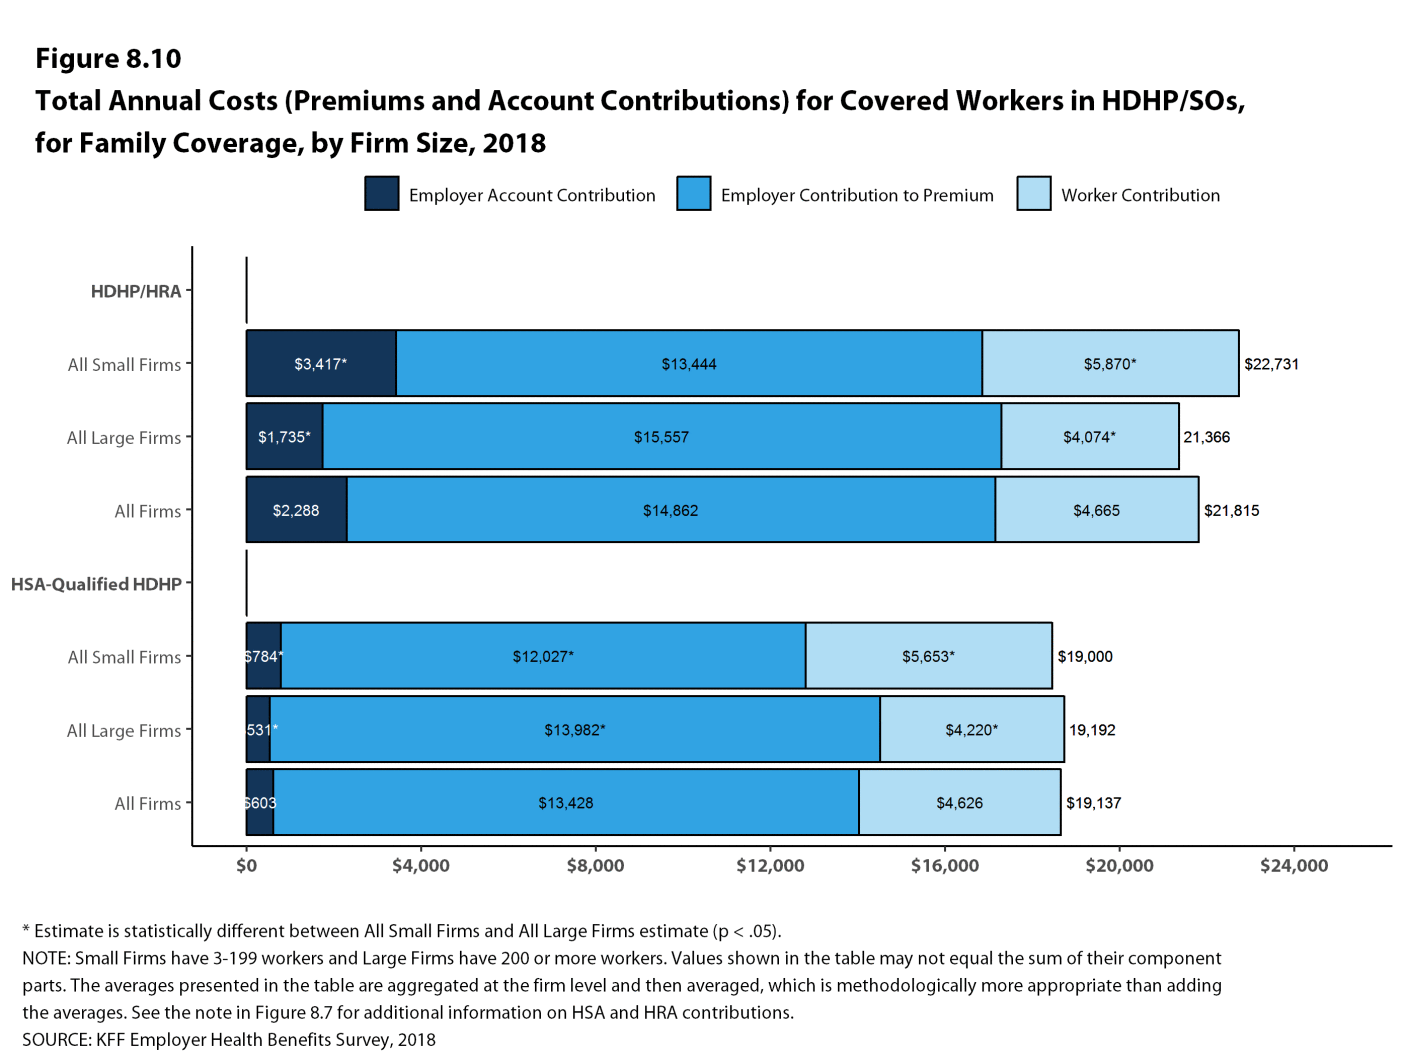 Figure 8.10
Total Annual Costs (Premiums and Account Contributions) for Covered Workers in HDHP/SOs,
for Family Coverage, by Firm Size, 2018
Employer Account Contribution Employer Contribution to Premium Worker Contribution
HDHP/HRA
All Small Firms $3,417* $13,444 $5,870* $22,731
All Large Firms $1,735* $15,557 $4,074* 21,366
All Firms $2,288 $14,862 $4,665 $21,815
HSA-Qualified HDHP
All Small Firms $784* $12,027* $5,653* $19,000
All Large Firms 531* $13,982* $4,220* 19,192
All Firms $603 $13,428 $4,626 $19,137
$0 $4,000 $8,000 $12,000 $16,000 $20,000 $24,000
* Estimate is statistically different between All Small Firms and All Large Firms estimate (p < .05).
NOTE: Small Firms have 3-199 workers and Large Firms have 200 or more workers. Values shown in the table may not equal the sum of their component
parts. The averages presented in the table are aggregated at the firm level and then averaged, which is methodologically more appropriate than adding
the averages. See the note in Figure 8.7 for additional information on HSA and HRA contributions.
SOURCE: KFF Employer Health Benefits Survey, 2018